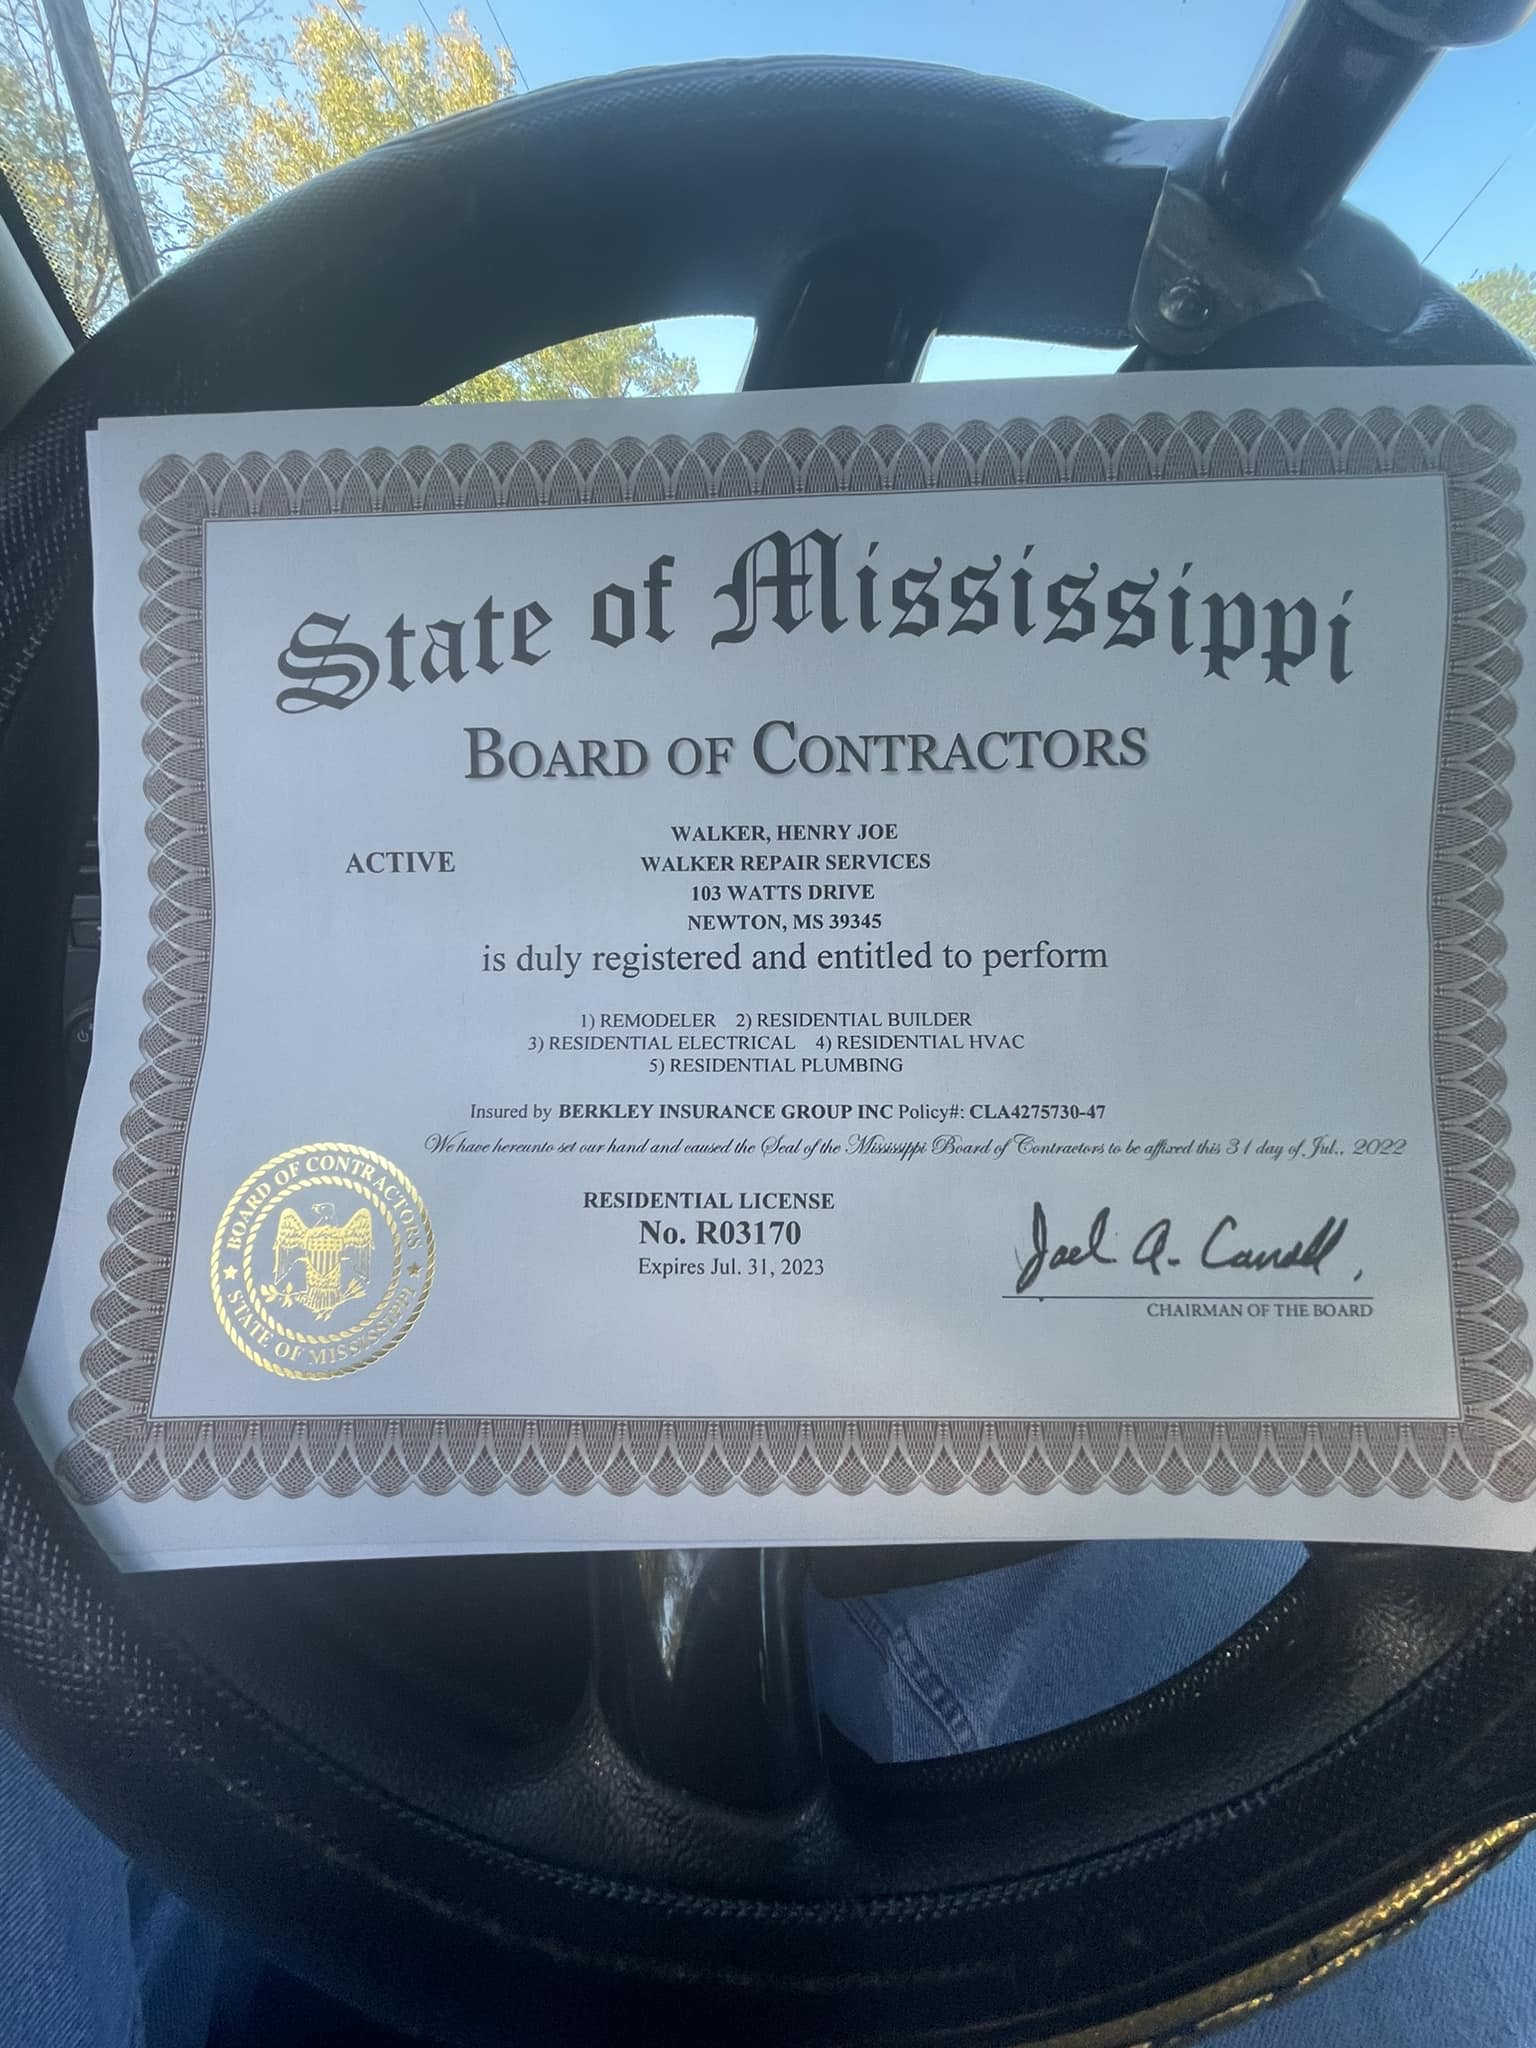 State of Mississippi
BOARD OF CONTRACTORS
WALKER, HENRY JOE
ACTIVE
WALKER REPAIR SERVICES
103 WATTS DRIVE
NEWTON, MS 39345
is duly registered and entitled to perform
1) REMODELER 2) RESIDENTIAL BUILDER
3) RESIDENTIAL ELECTRICAL 4) RESIDENTIAL HVAC
5) RESIDENTIAL PLUMBING
Insured by BERKLEY INSURANCE GROUP INC Policy#: CLA4275730-47
We have hereunto set our hand and caused the Seal of the Mississippi Board of Contractors to be affixed this 31 day of Jul., 2022
BOARD OF CONTRACTORS
STATE OF MISSISSIPPI
RESIDENTIAL LICENSE
No. R03170
Expires Jul. 31, 2023
Joel A. Carroll
CHAIRMAN OF THE BOARD